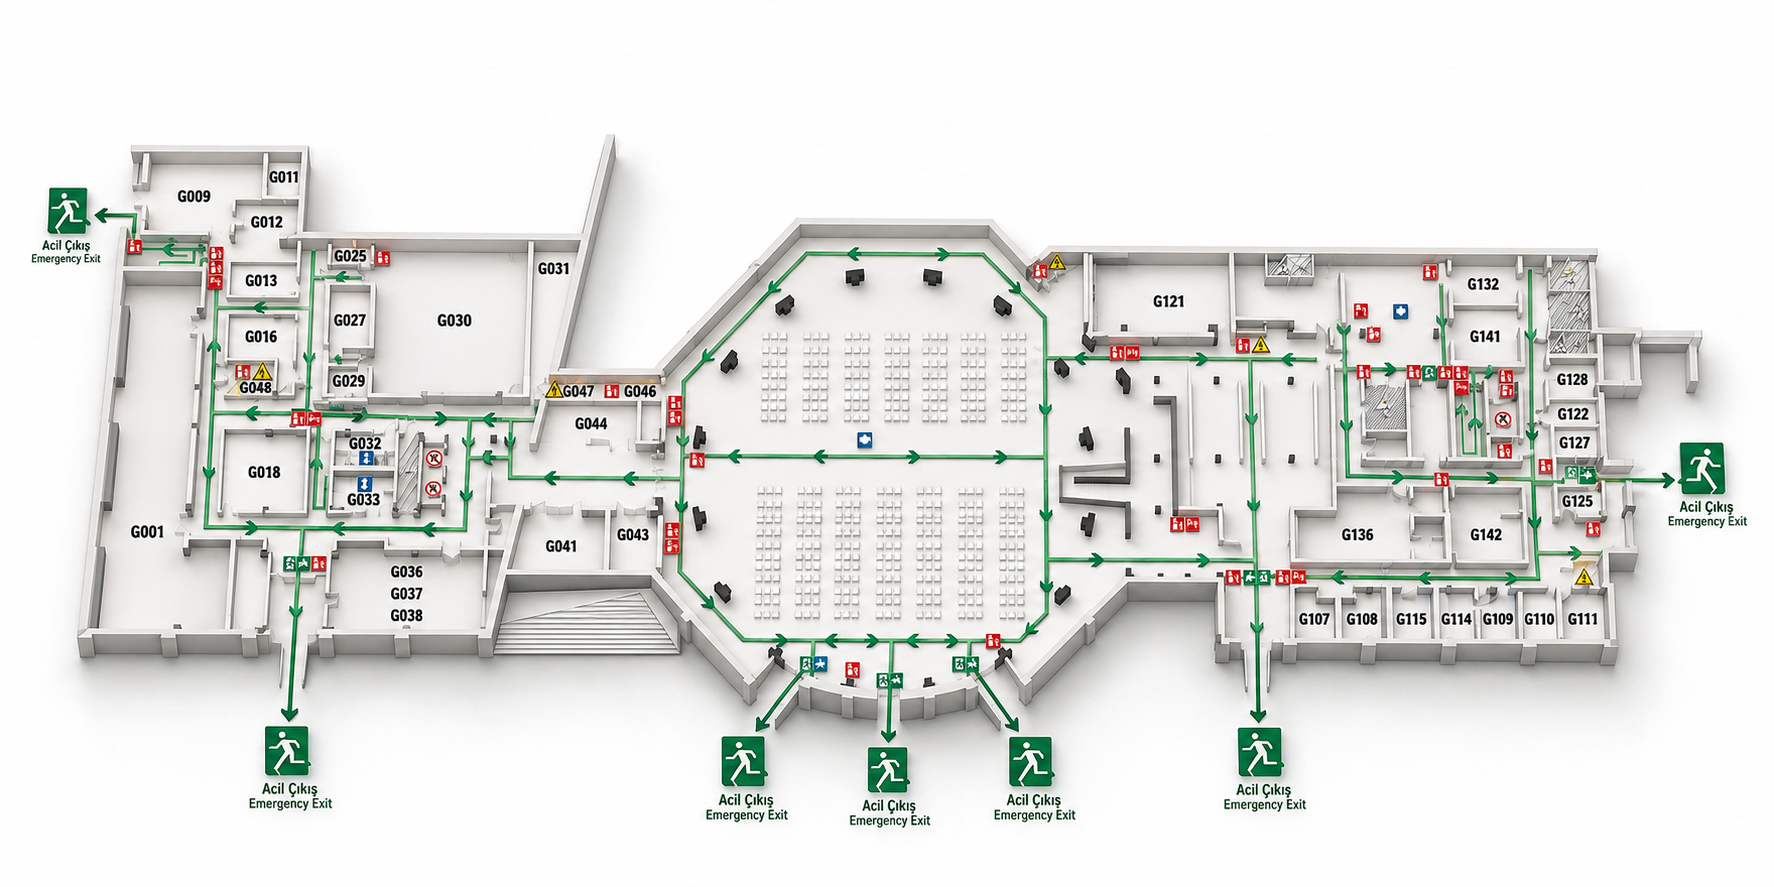 G011
G009
G012
Acil Çıkış
Emergency Exit
G025
G031
G013
G030
G027
G016
G029
G048
G047
G046
G044
G032
G018
G033
G001
G041
G043
G036
G037
G038
G121
G132
G141
G128
G122
G127
G125
G136
G142
G107
G108
G115
G114
G109
G110
G111
Acil Çıkış
Emergency Exit
Acil Çıkış
Emergency Exit
Acil Çıkış
Emergency Exit
Acil Çıkış
Emergency Exit
Acil Çıkış
Emergency Exit
Acil Çıkış
Emergency Exit